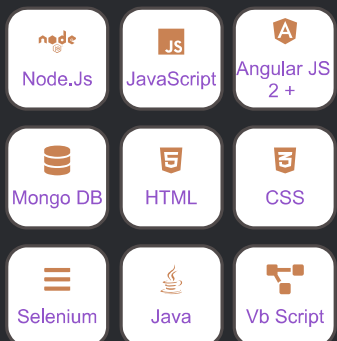 node
JS
Node.Js
JavaScript
A
Angular JS
2 +
5
3
Mongo DB
HTML
CSS
Selenium
Java
Vb Script